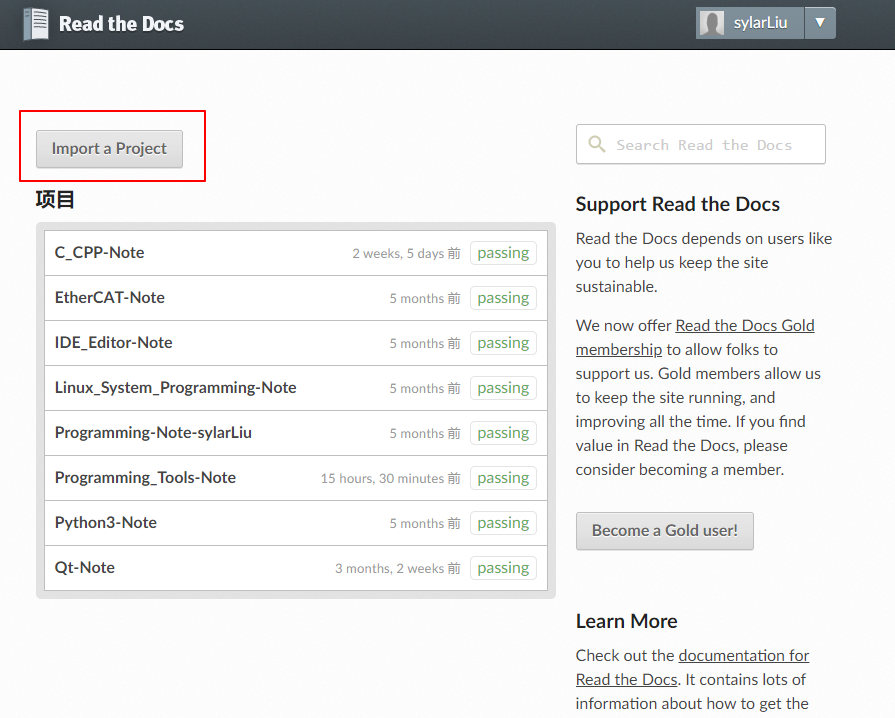 Read the Docs
sylarLiu
Import a Project
项目
C_CPP-Note 2 weeks, 5 days 前 passing
EtherCAT-Note 5 months 前 passing
IDE_Editor-Note 5 months 前 passing
Linux_System_Programming-Note 5 months 前 passing
Programming-Note-sylarLiu 5 months 前 passing
Programming_Tools-Note 15 hours, 30 minutes 前 passing
Python3-Note 5 months 前 passing
Qt-Note 3 months, 2 weeks 前 passing
Search Read the Docs
Support Read the Docs
Read the Docs depends on users like
you to help us keep the site
sustainable.
We now offer Read the Docs Gold
membership to allow folks to
support us. Gold members allow us
to keep the site running, and
improving all the time. If you find
value in Read the Docs, please
consider becoming a member.
Become a Gold user!
Learn More
Check out the documentation for
Read the Docs. It contains lots of
information about how to get the